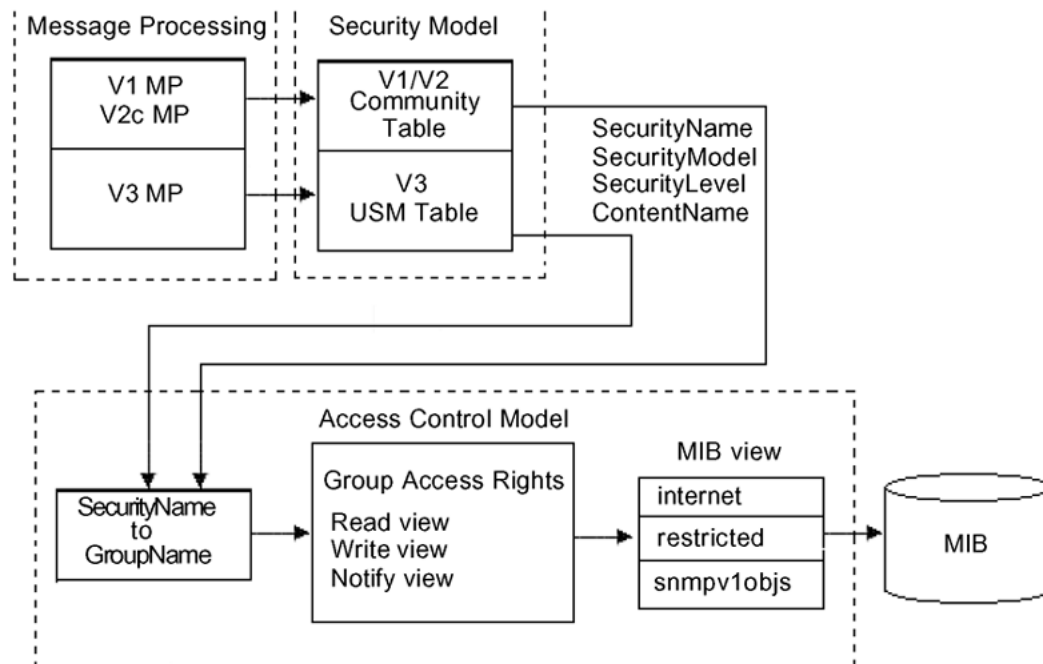 Message Processing
V1 MP
V2c MP
V3 MP
Security Model
V1/V2
Community
Table
V3
USM Table
SecurityName
SecurityModel
SecurityLevel
ContentName
Access Control Model
SecurityName
to
GroupName
Group Access Rights
Read view
Write view
Notify view
MIB view
internet
restricted
snmpv1objs
MIB